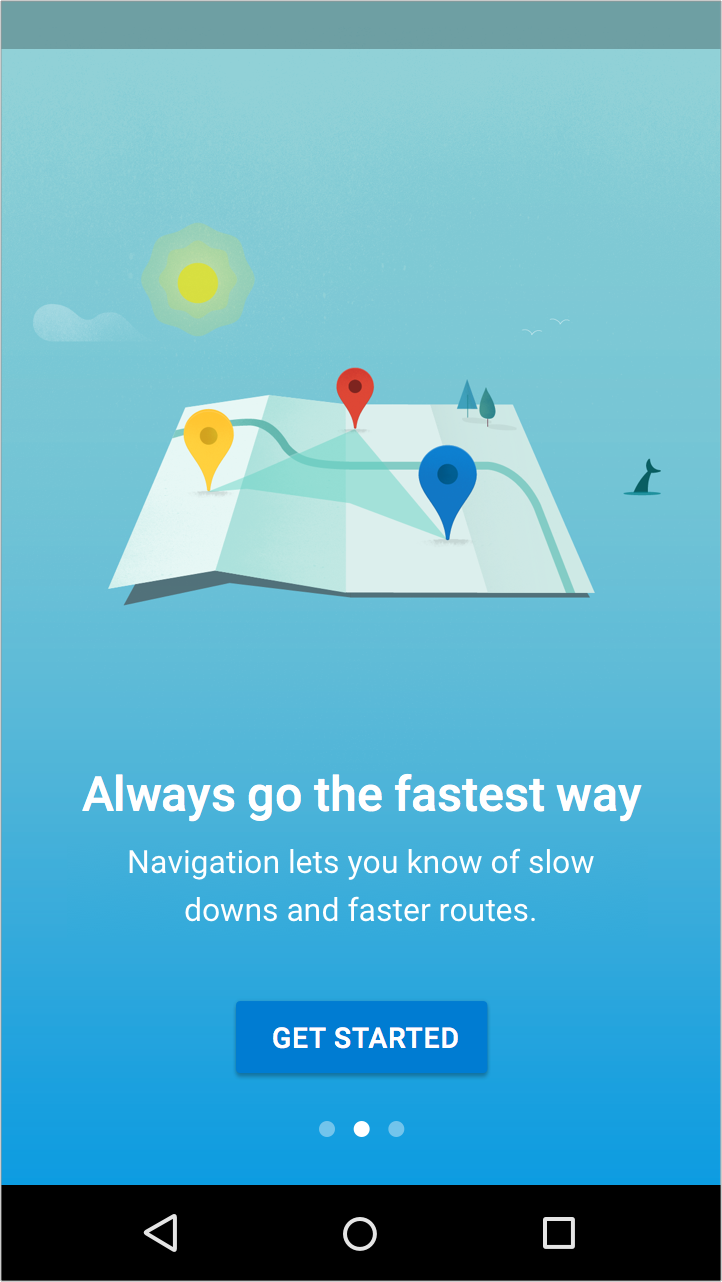 Always go the fastest way
Navigation lets you know of slow
downs and faster routes.
GET STARTED